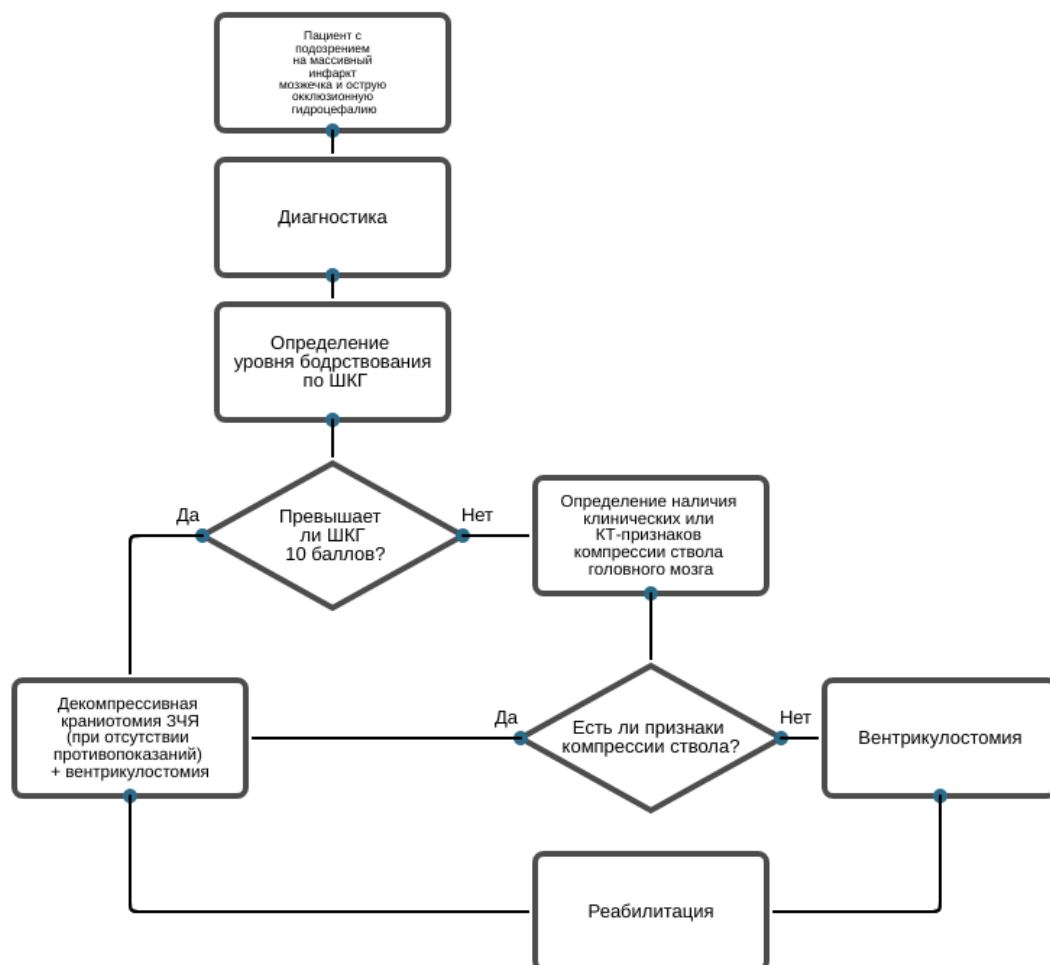 Пациент с
подозрением
на массивный
инфаркт
мозжечка и острую
окклюзионную
гидроцефалию
Диагностика
Определение
уровня бодрствования
по ШКГ
Превышает
ли ШКГ
10 баллов?
Да
Нет
Определение наличия
клинических или
КТ-признаков
компрессии ствола
головного мозга
Есть ли признаки
компрессии ствола?
Да
Нет
Декомпрессивная
краниотомия ЗЧЯ
(при отсутствии
противопоказаний)
+ вентрикулостомия
Вентрикулостомия
Реабилитация